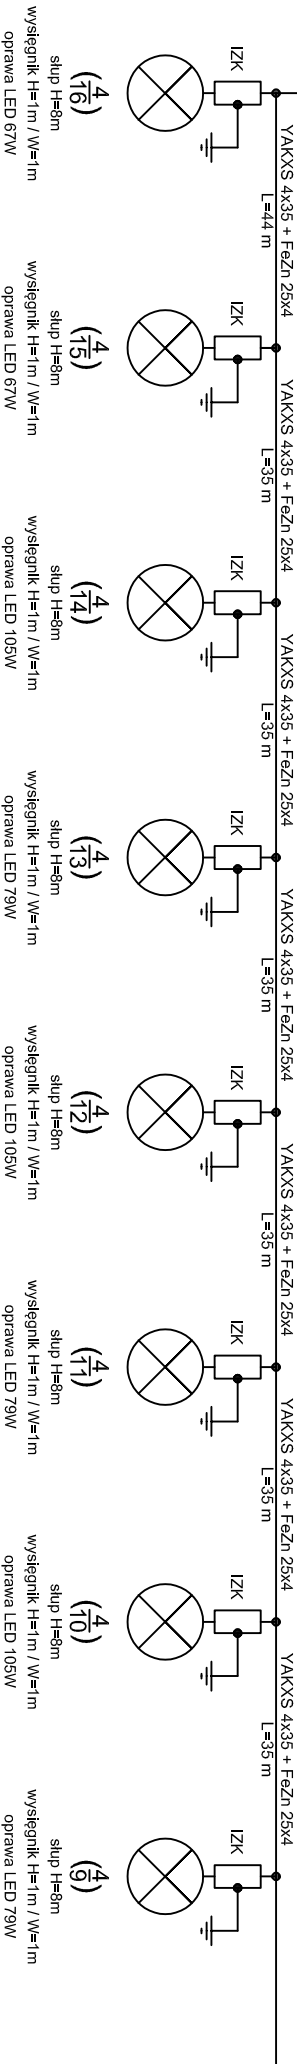 YAKXS 4x35 + FeZn 25x4
L=44 m
IZK
(4/16)
słup H=8m
wysięgnik H=1m / W=1m
oprawa LED 67W
YAKXS 4x35 + FeZn 25x4
L=35 m
IZK
(4/15)
słup H=8m
wysięgnik H=1m / W=1m
oprawa LED 67W
YAKXS 4x35 + FeZn 25x4
L=35 m
IZK
(4/14)
słup H=8m
wysięgnik H=1m / W=1m
oprawa LED 105W
YAKXS 4x35 + FeZn 25x4
L=35 m
IZK
(4/13)
słup H=8m
wysięgnik H=1m / W=1m
oprawa LED 79W
YAKXS 4x35 + FeZn 25x4
L=35 m
IZK
(4/12)
słup H=8m
wysięgnik H=1m / W=1m
oprawa LED 105W
YAKXS 4x35 + FeZn 25x4
L=35 m
IZK
(4/11)
słup H=8m
wysięgnik H=1m / W=1m
oprawa LED 79W
YAKXS 4x35 + FeZn 25x4
L=35 m
IZK
(4/10)
słup H=8m
wysięgnik H=1m / W=1m
oprawa LED 105W
IZK
(4/9)
słup H=8m
wysięgnik H=1m / W=1m
oprawa LED 79W